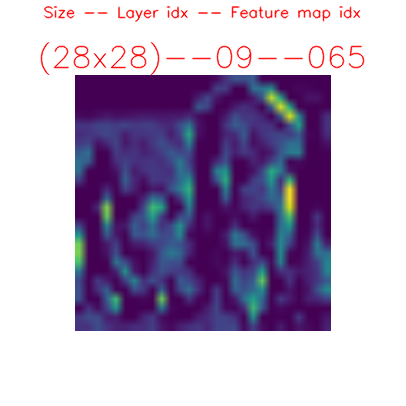 Size -- Layer idx -- Feature map idx
(28x28)--09--065